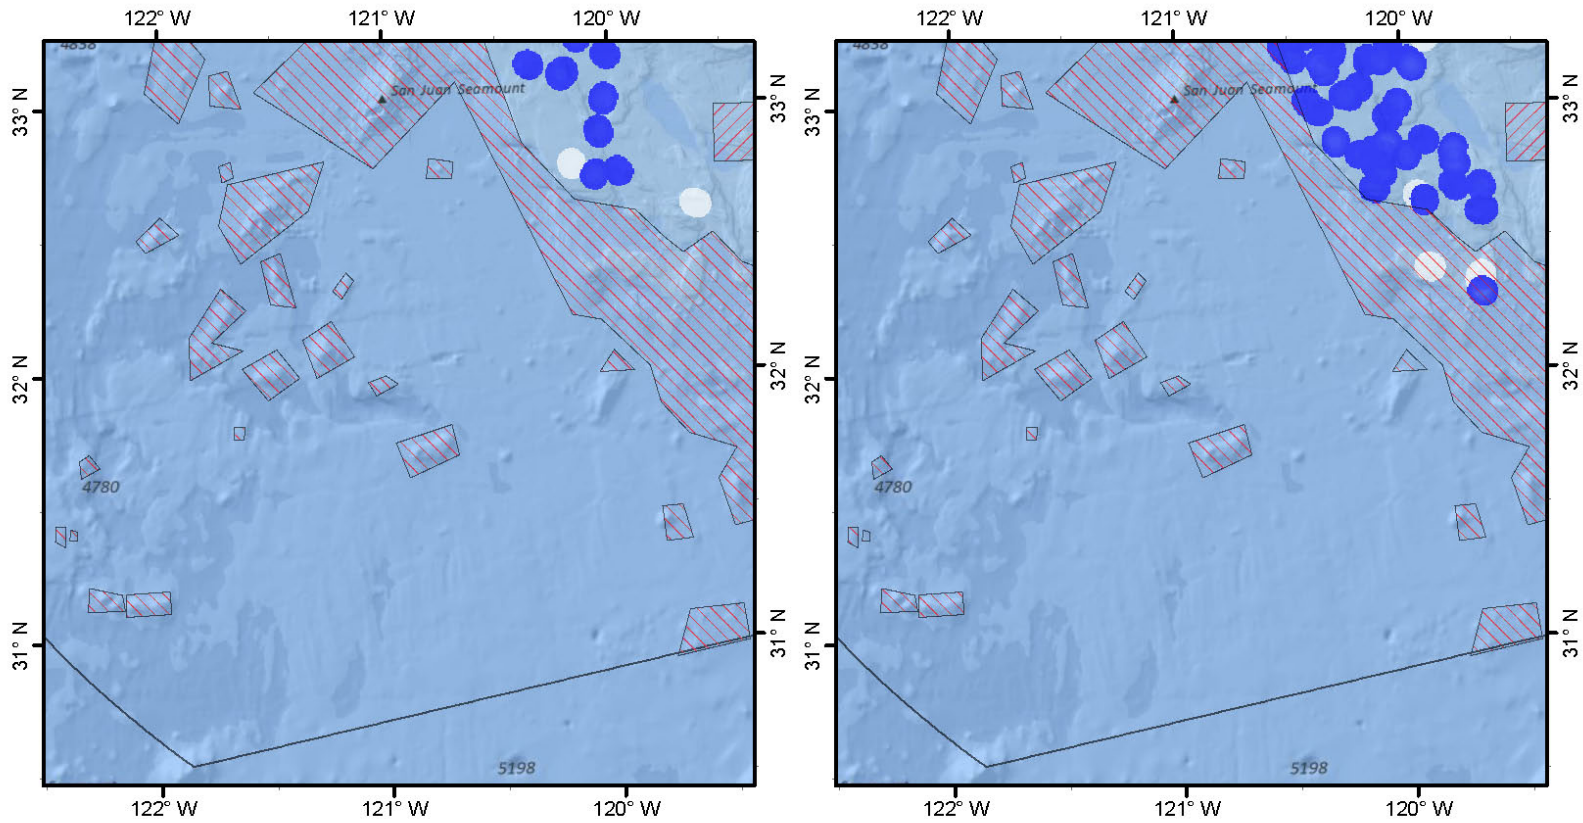 122° W 121° W 120° W 122° W 121° W 120° W
4838 4838
San Juan Seamount San Juan Seamount
33° N 33° N 33° N 33° N
32° N 32° N 32° N 32° N
4780 4780
31° N 31° N 31° N 31° N
5198 5198
122° W 121° W 120° W 122° W 121° W 120° W